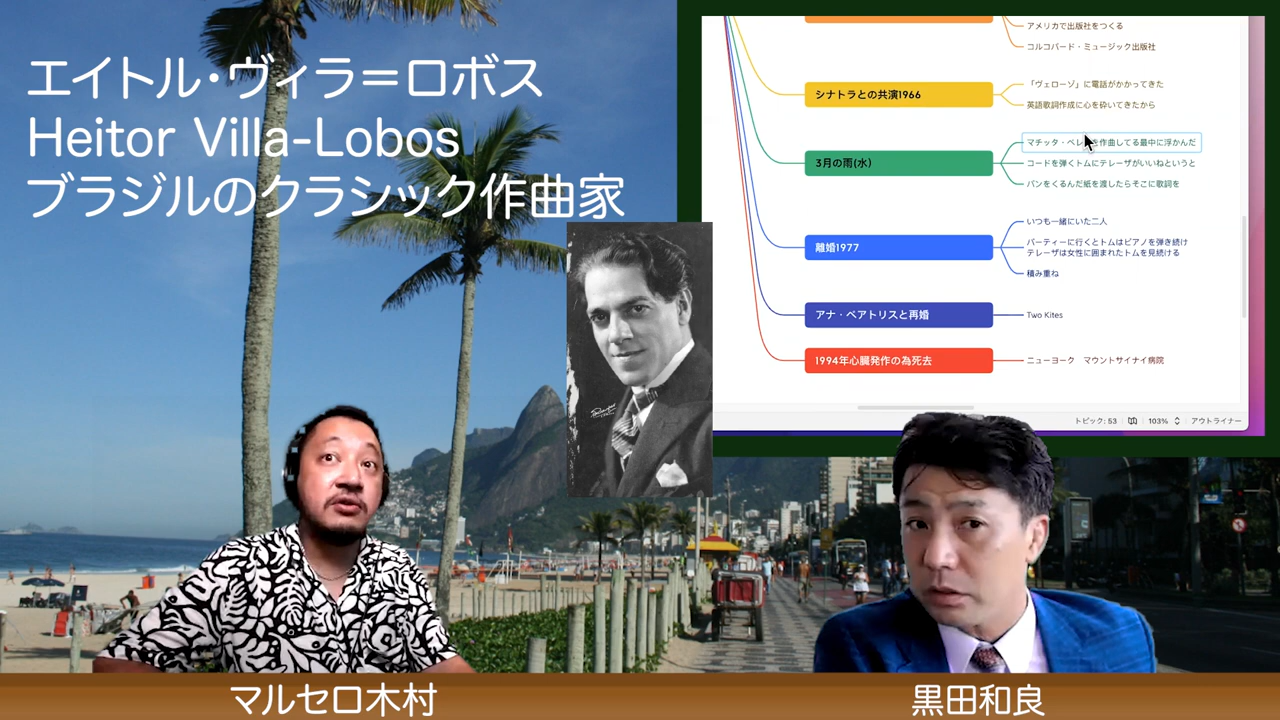 エイトル・ヴィラ＝ロボス
Heitor Villa-Lobos
ブラジルのクラシック作曲家
アメリカで出版社をつくる
コルコバード・ミュージック出版社
シナトラとの共演1966
「ヴェローゾ」に電話がかかってきた
英語歌詞作成に心を砕いてきたから
3月の雨(水)
マチッタ・ペレ を作曲してる最中に浮かんだ
コードを弾くトムにテレーザがいいねというと
パンをくるんだ紙を渡したらそこに歌詞を
離婚1977
いつも一緒にいた二人
パーティーに行くとトムはピアノを弾き続け
テレーザは女性に囲まれたトムを見続ける
積み重ね
アナ・ベアトリスと再婚
Two Kites
1994年心臓発作の為死去
ニューヨーク　マウントサイナイ病院
トピック: 53
103%
アウトライナー
マルセロ木村
黒田和良